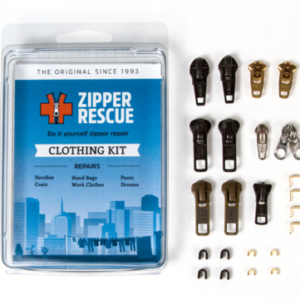 THE ORIGINAL SINCE 1993
ZIPPER
RESCUE
Do it yourself zipper repair
CLOTHING KIT
REPAIRS
Hoodies Hand Bags Pants
Coats Work Clothes Dresses